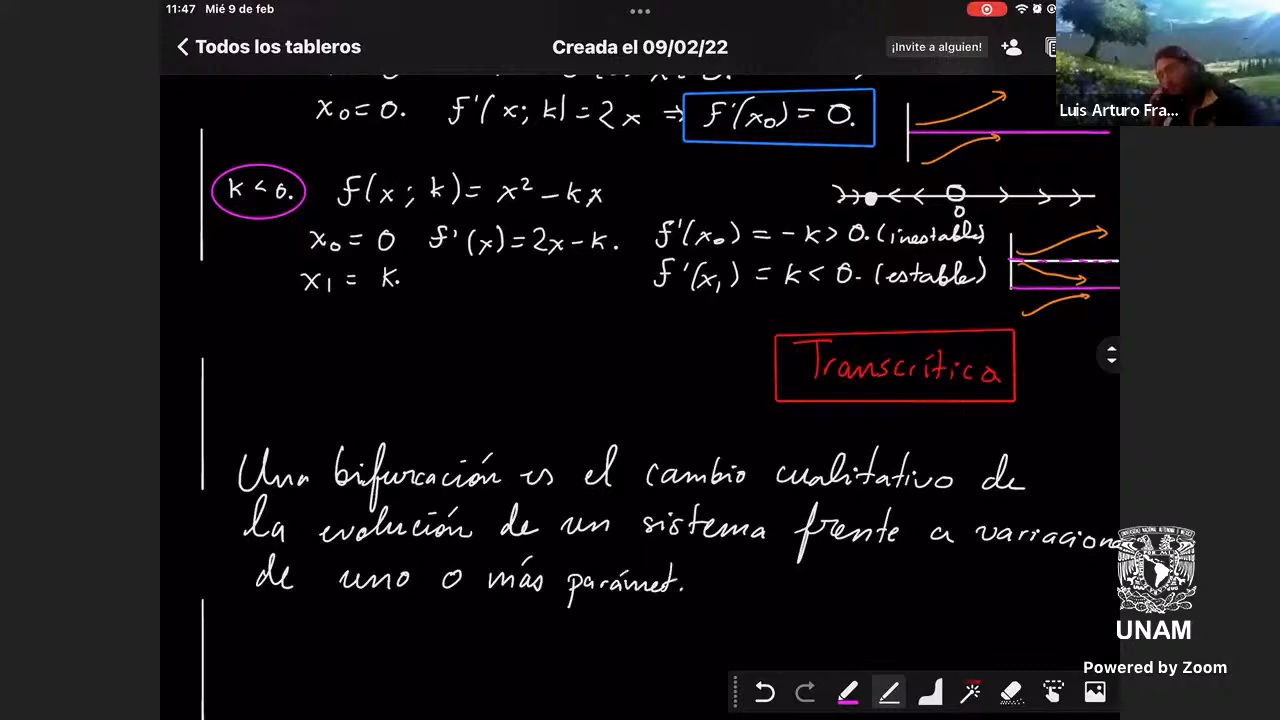 11:47 Mié 9 de feb
Todos los tableros
Creada el 09/02/22
¡Invite a alguien!
Luis Arturo Fra...
x₀ = 0. f'(x; k) = 2x ⇒ f'(x₀) = 0.
k < 0. f(x; k) = x² - kx
0
x₀ = 0 f'(x) = 2x - k. f'(x₀) = -k > 0. (inestable)
x₁ = k. f'(x₁) = k < 0. (estable)
Transcrítica
Una bifurcación es el cambio cualitativo de
la evolución de un sistema frente a variacion
de uno o más parámet.
UNAM
Powered by Zoom